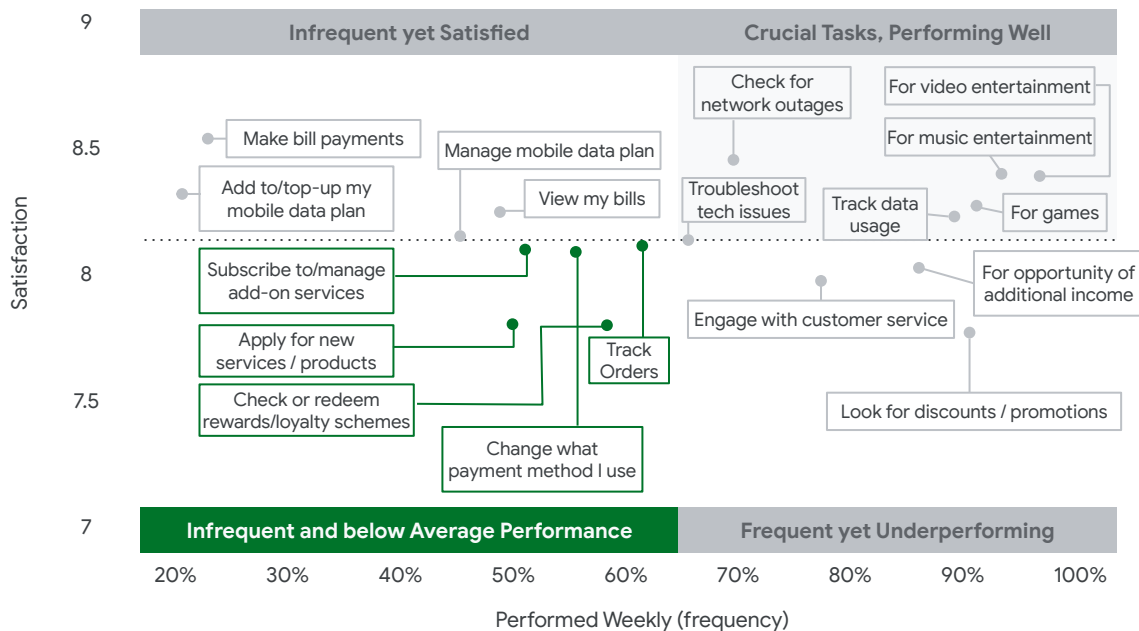 9
Infrequent yet Satisfied
Crucial Tasks, Performing Well
Check for
network outages
For video entertainment
For music entertainment
Make bill payments
Manage mobile data plan
8.5
Add to/top-up my
mobile data plan
View my bills
Troubleshoot
tech issues
Track data
usage
For games
Satisfaction
8
Subscribe to/manage
add-on services
For opportunity of
additional income
Engage with customer service
Apply for new
services / products
Track
Orders
7.5
Check or redeem
rewards/loyalty schemes
Look for discounts / promotions
Change what
payment method I use
7
Infrequent and below Average Performance
Frequent yet Underperforming
20% 30% 40% 50% 60% 70% 80% 90% 100%
Performed Weekly (frequency)